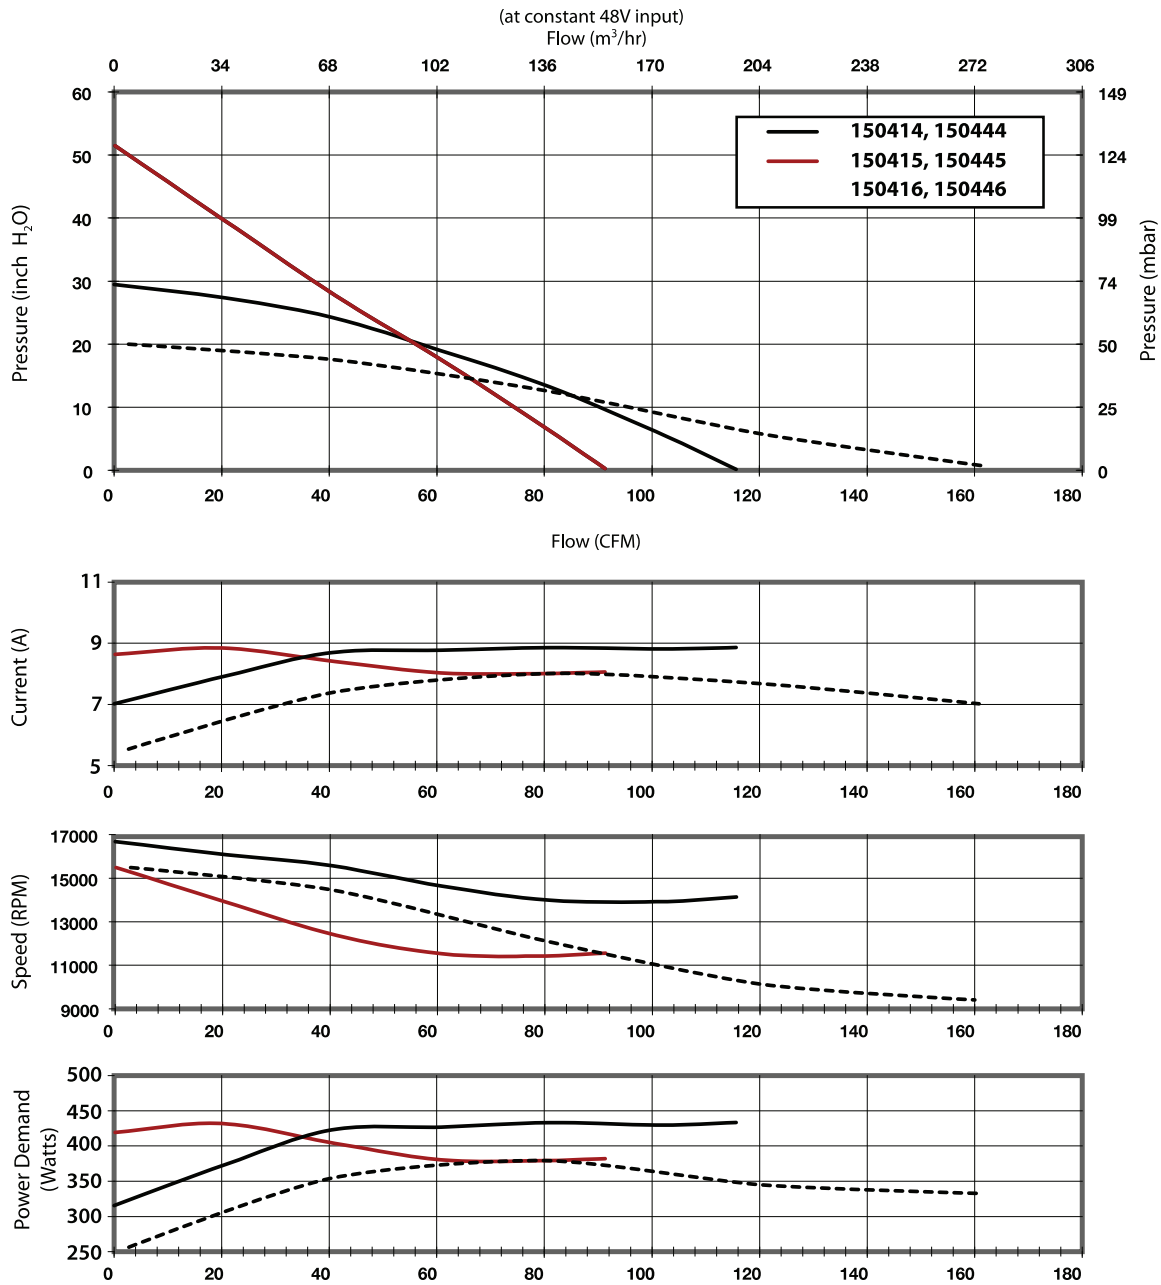 (at constant 48V input)
Flow (m³/hr)
0 34 68 102 136 170 204 238 272 306
60 149
150414, 150444
50 124
150415, 150445
150416, 150446
40 99
30 74
20 50
10 25
0 0
Pressure (inch H₂O)
Pressure (mbar)
0 20 40 60 80 100 120 140 160 180
Flow (CFM)
11
9
7
5
Current (A)
0 20 40 60 80 100 120 140 160 180
17000
15000
13000
11000
9000
Speed (RPM)
0 20 40 60 80 100 120 140 160 180
500
450
400
350
300
250
Power Demand
(Watts)
0 20 40 60 80 100 120 140 160 180